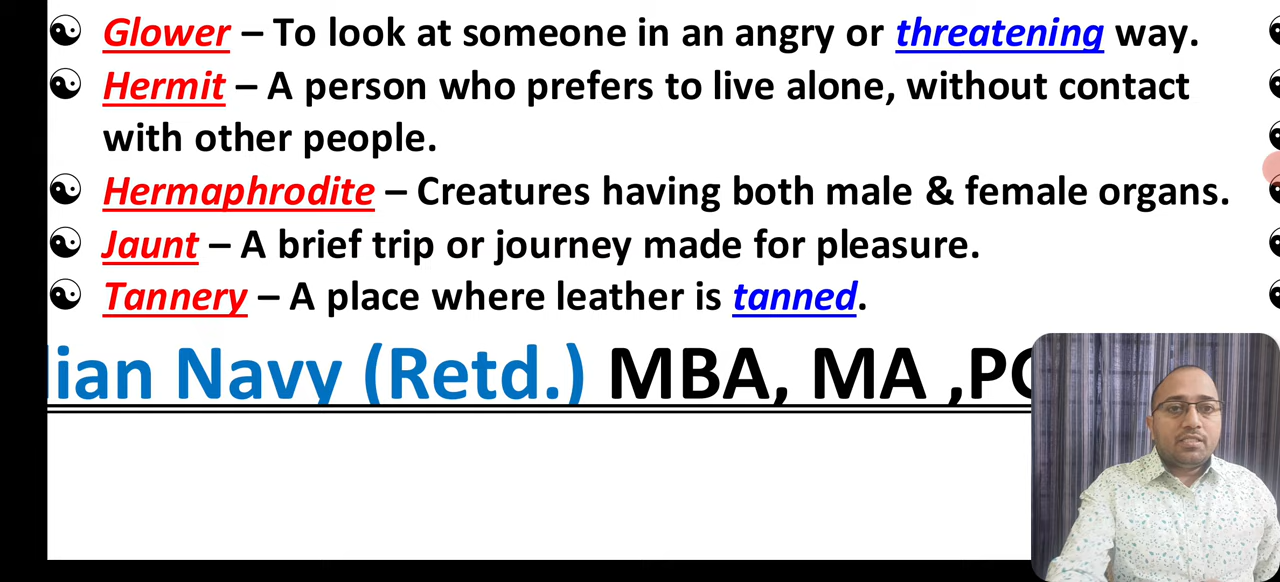 Glower – To look at someone in an angry or threatening way.
Hermit – A person who prefers to live alone, without contact
with other people.
Hermaphrodite – Creatures having both male & female organs.
Jaunt – A brief trip or journey made for pleasure.
Tannery – A place where leather is tanned.
Navy (Retd.) MBA, MA ,